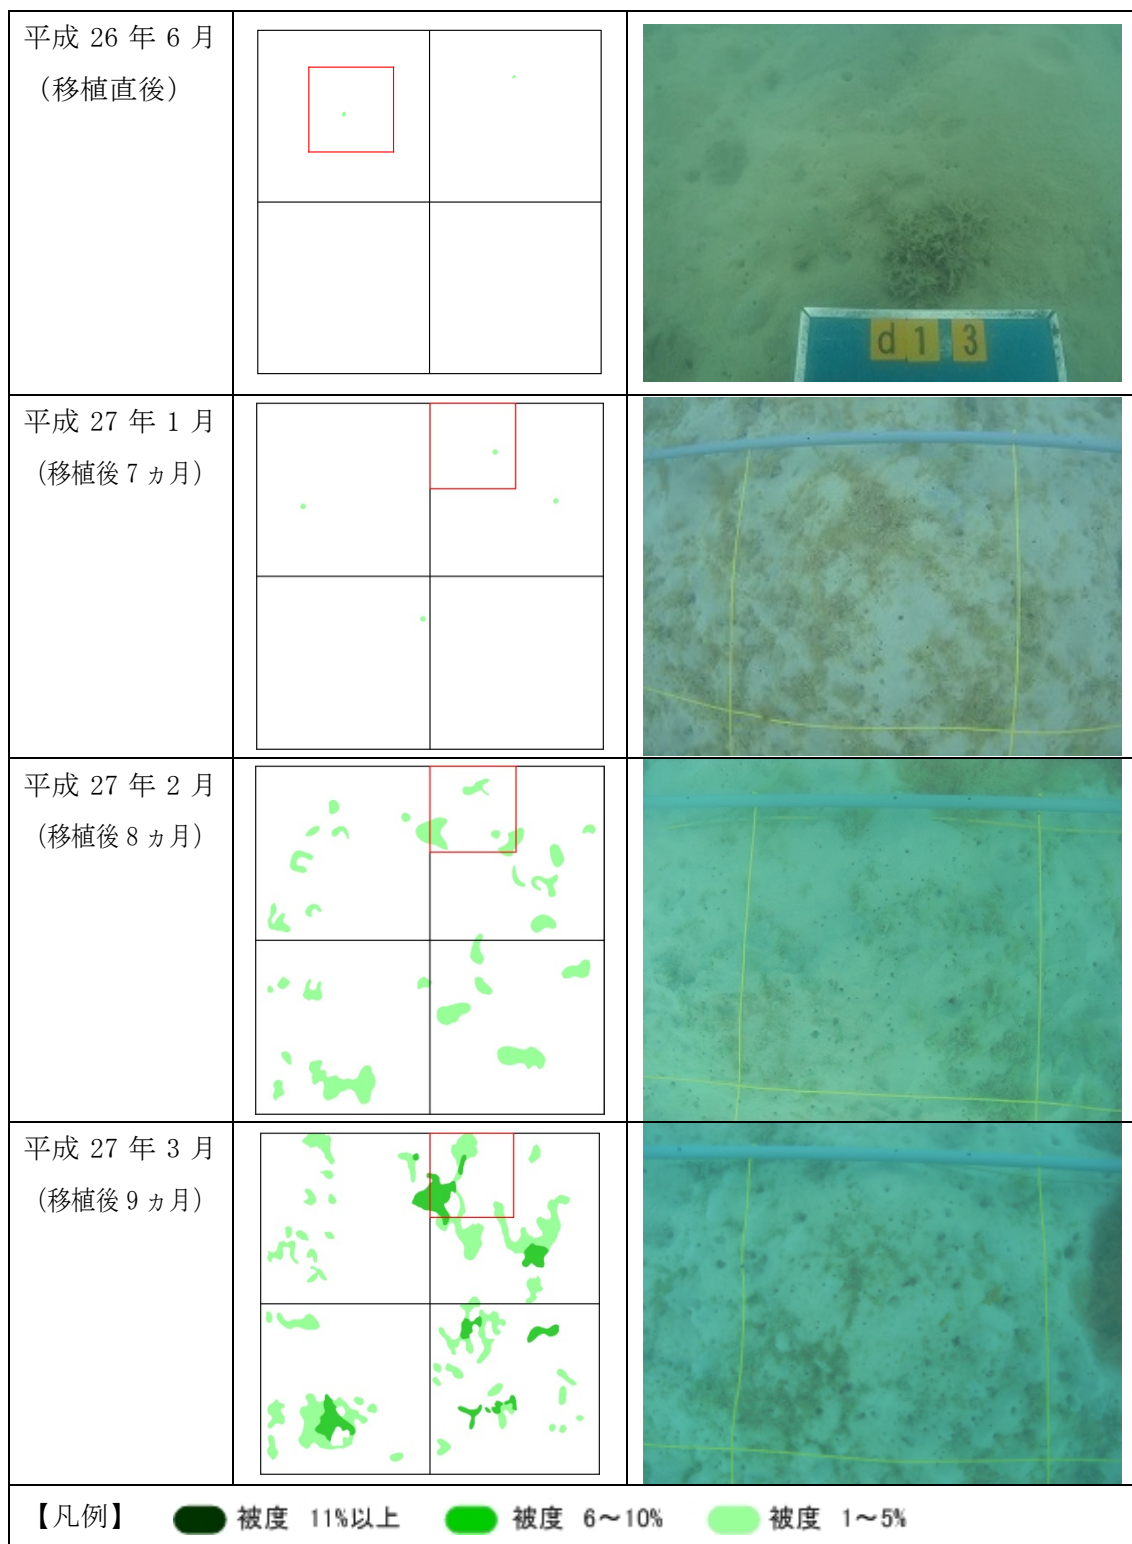 平成 26 年 6 月
（移植直後）
d 1 3
平成 27 年 1 月
（移植後 7 ヵ月）
平成 27 年 2 月
（移植後 8 ヵ月）
平成 27 年 3 月
（移植後 9 ヵ月）
【凡例】 被度 11%以上 被度 6～10% 被度 1～5%